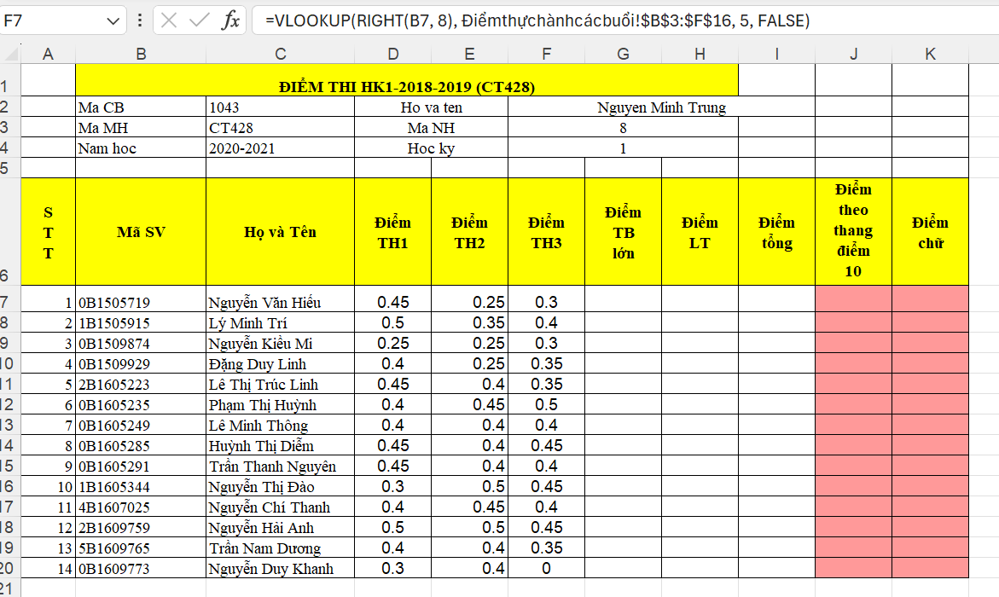 F7 fx =VLOOKUP(RIGHT(B7, 8), Điểmthựchànhcácbuổi!$B$3:$F$16, 5, FALSE)
A B C D E F G H I J K
1 ĐIỂM THI HK1-2018-2019 (CT428)
2 Ma CB 1043 Ho va ten Nguyen Minh Trung
3 Ma MH CT428 Ma NH 8
4 Nam hoc 2020-2021 Hoc ky 1
5
6 S T T Mã SV Họ và Tên Điểm TH1 Điểm TH2 Điểm TH3 Điểm TB lớn Điểm LT Điểm tổng Điểm theo thang điểm 10 Điểm chữ
7 1 0B1505719 Nguyễn Văn Hiếu 0.45 0.25 0.3
8 2 1B1505915 Lý Minh Trí 0.5 0.35 0.4
9 3 0B1509874 Nguyễn Kiều Mi 0.25 0.25 0.3
10 4 0B1509929 Đặng Duy Linh 0.4 0.25 0.35
11 5 2B1605223 Lê Thị Trúc Linh 0.45 0.4 0.35
12 6 0B1605235 Phạm Thị Huỳnh 0.4 0.45 0.5
13 7 0B1605249 Lê Minh Thông 0.4 0.4 0.4
14 8 0B1605285 Huỳnh Thị Diễm 0.45 0.4 0.45
15 9 0B1605291 Trần Thanh Nguyên 0.45 0.4 0.4
16 10 1B1605344 Nguyễn Thị Đào 0.3 0.5 0.45
17 11 4B1607025 Nguyễn Chí Thanh 0.4 0.45 0.4
18 12 2B1609759 Nguyễn Hải Anh 0.5 0.5 0.45
19 13 5B1609765 Trần Nam Dương 0.4 0.4 0.35
20 14 0B1609773 Nguyễn Duy Khanh 0.3 0.4 0
21